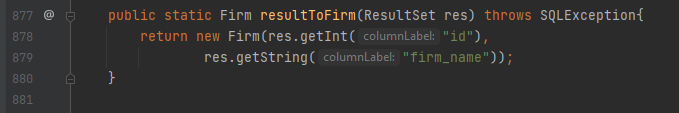 877 @ public static Firm resultToFirm(ResultSet res) throws SQLException{
878 return new Firm(res.getInt( columnLabel: "id"),
879 res.getString( columnLabel: "firm_name"));
880 }
881